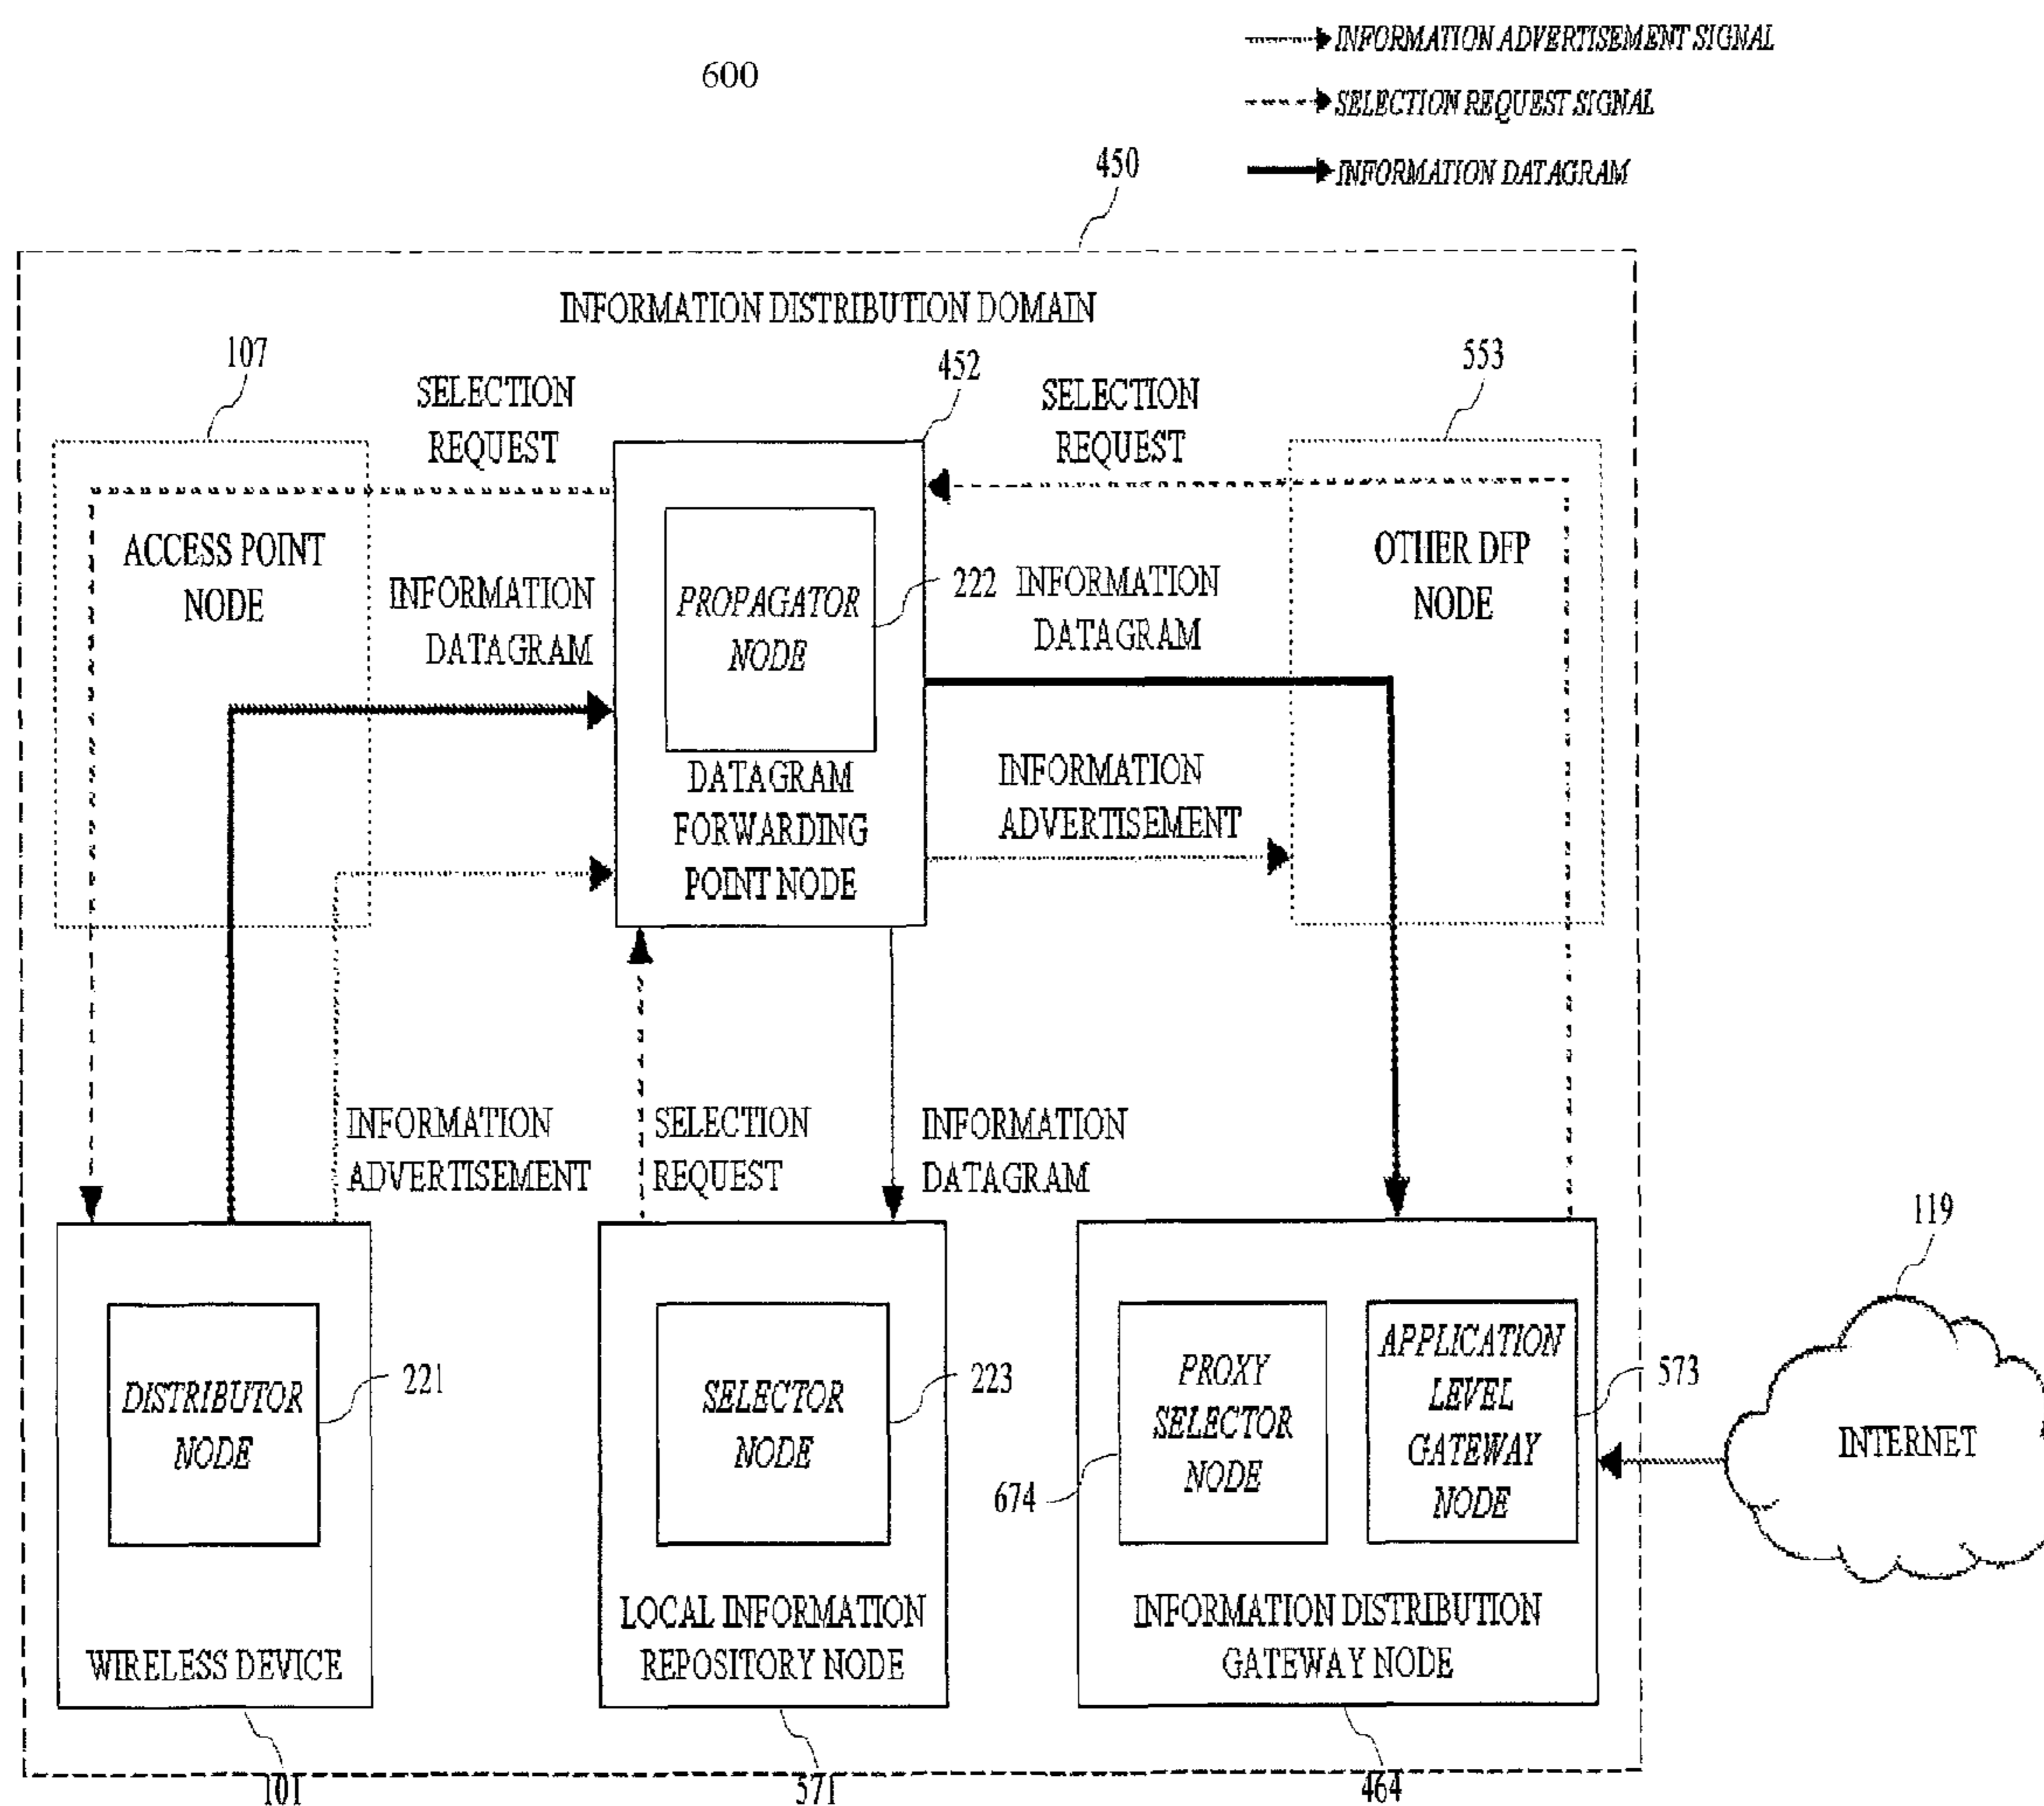 INFORMATION ADVERTISEMENT SIGNAL
600
SELECTION REQUEST SIGNAL
450
INFORMATION DATAGRAM
INFORMATION DISTRIBUTION DOMAIN
107
452
553
SELECTION
REQUEST
SELECTION
REQUEST
ACCESS POINT
NODE
OTHER DFP
NODE
INFORMATION
DATAGRAM
PROPAGATOR
NODE
222
INFORMATION
DATAGRAM
DATAGRAM
FORWARDING
POINT NODE
INFORMATION
ADVERTISEMENT
INFORMATION
ADVERTISEMENT
SELECTION
REQUEST
INFORMATION
DATAGRAM
119
DISTRIBUTOR
NODE
221
SELECTOR
NODE
223
PROXY
SELECTOR
NODE
674
APPLICATION
LEVEL
GATEWAY
NODE
573
INTERNET
WIRELESS DEVICE
LOCAL INFORMATION
REPOSITORY NODE
INFORMATION DISTRIBUTION
GATEWAY NODE
101
571
464